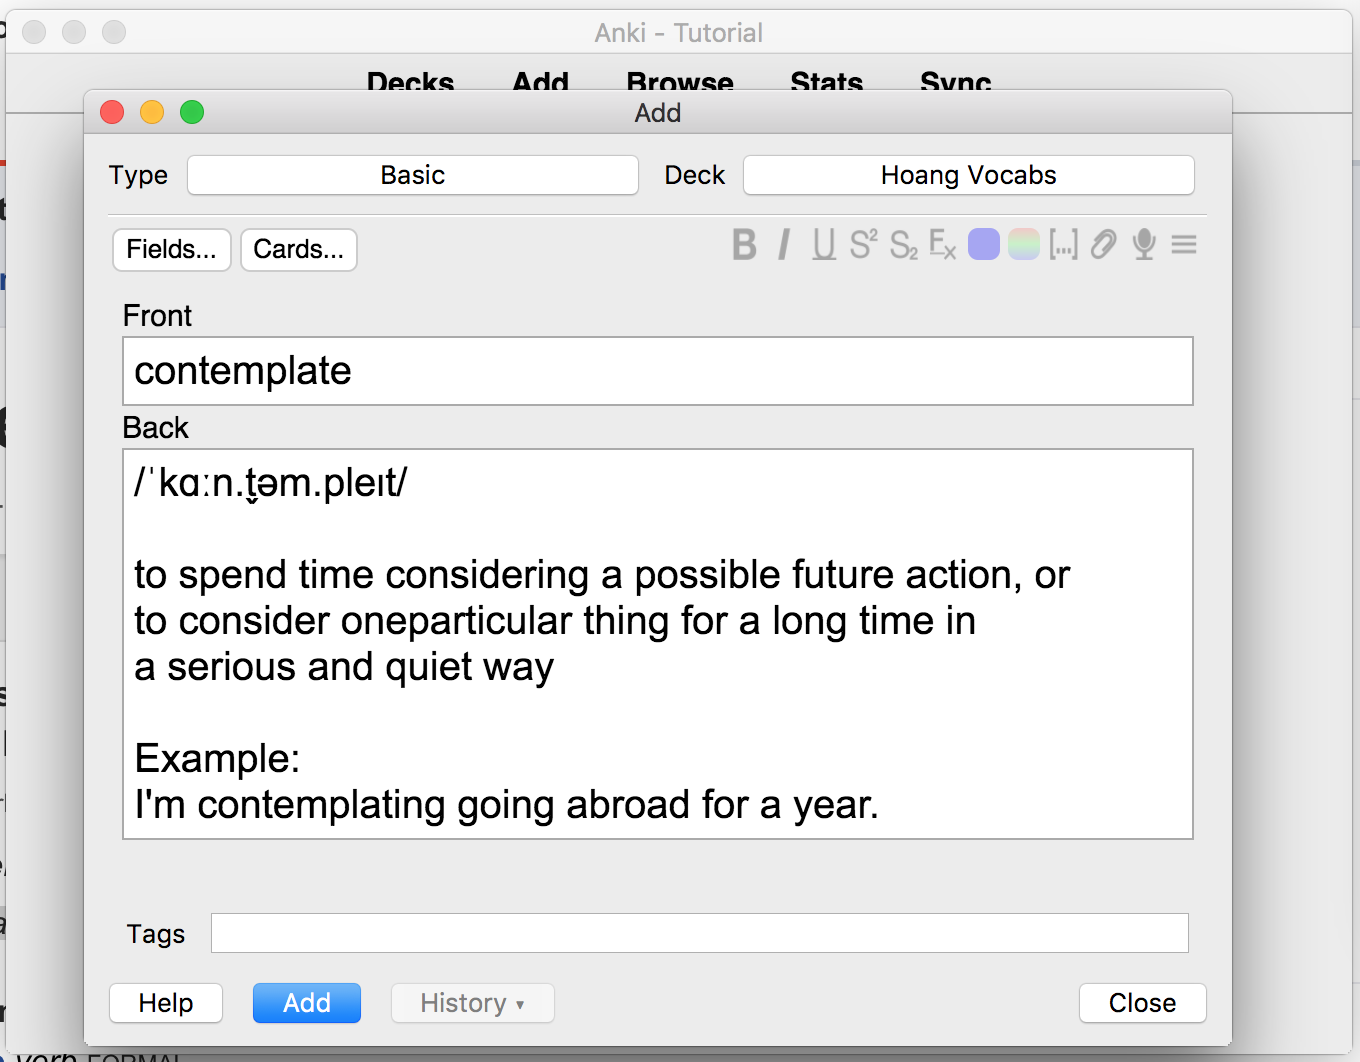 Anki - Tutorial
Decks Add Browse Stats Sync
Add
Type Basic Deck Hoang Vocabs
Fields... Cards... B I U S² S₂ Fx [...]
Front
contemplate
Back
/ˈkɑːn.t̬əm.pleɪt/
to spend time considering a possible future action, or
to consider oneparticular thing for a long time in
a serious and quiet way
Example:
I'm contemplating going abroad for a year.
Tags
Help Add History ▾ Close
verb FORMAL